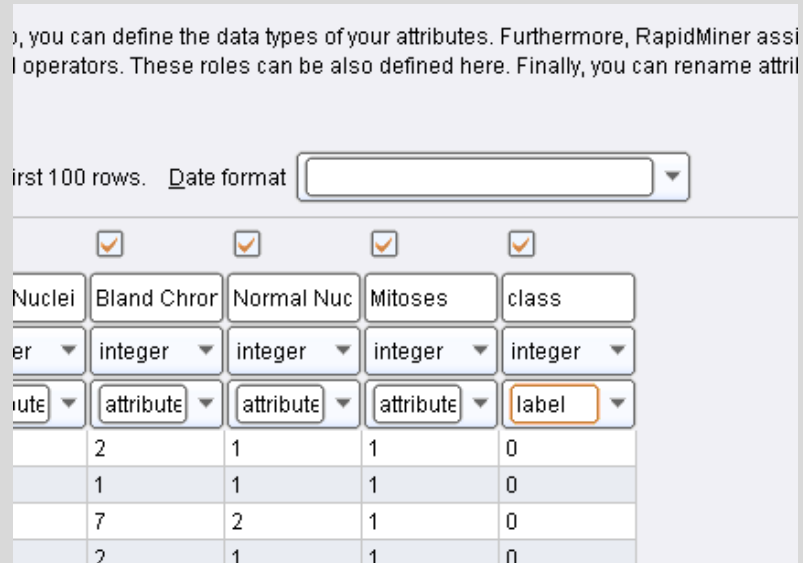 , you can define the data types of your attributes. Furthermore, RapidMiner assi
operators. These roles can be also defined here. Finally, you can rename attri
irst 100 rows. Date format
Nuclei Bland Chror Normal Nuc Mitoses class
er integer integer integer integer
ute attribute attribute attribute label
2 1 1 0
1 1 1 0
7 2 1 0
2 1 1 0